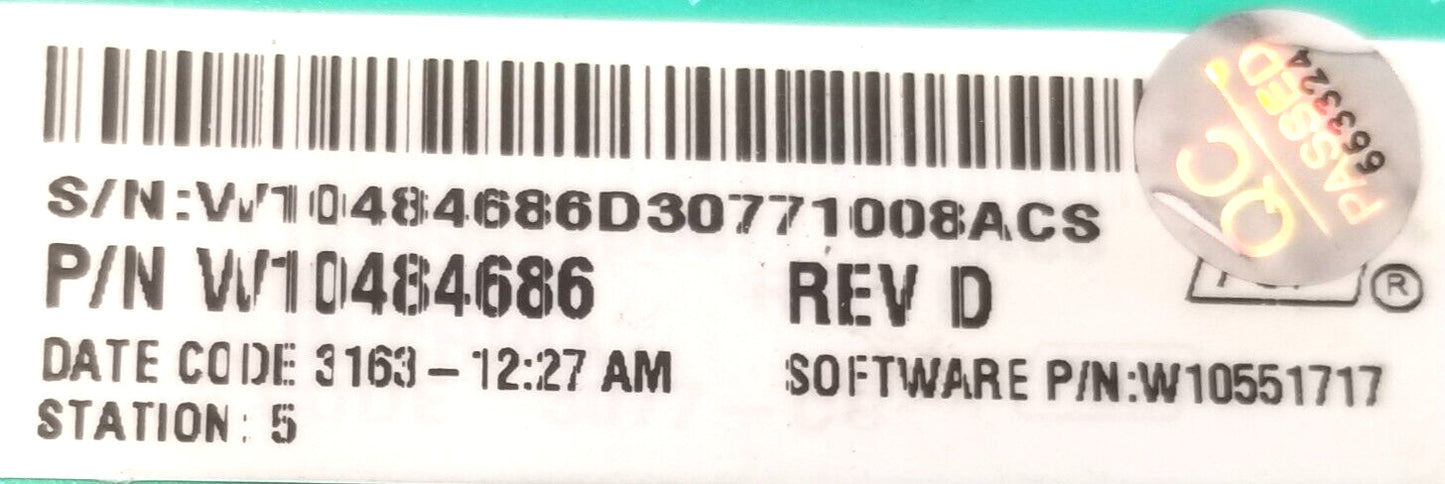 S/N:W10484686D30771008ACS
P/N W10484686 REV D
DATE CODE 3163 – 12:27 AM SOFTWARE P/N:W10551717
STATION: 5
QC
PASSED
663324
®